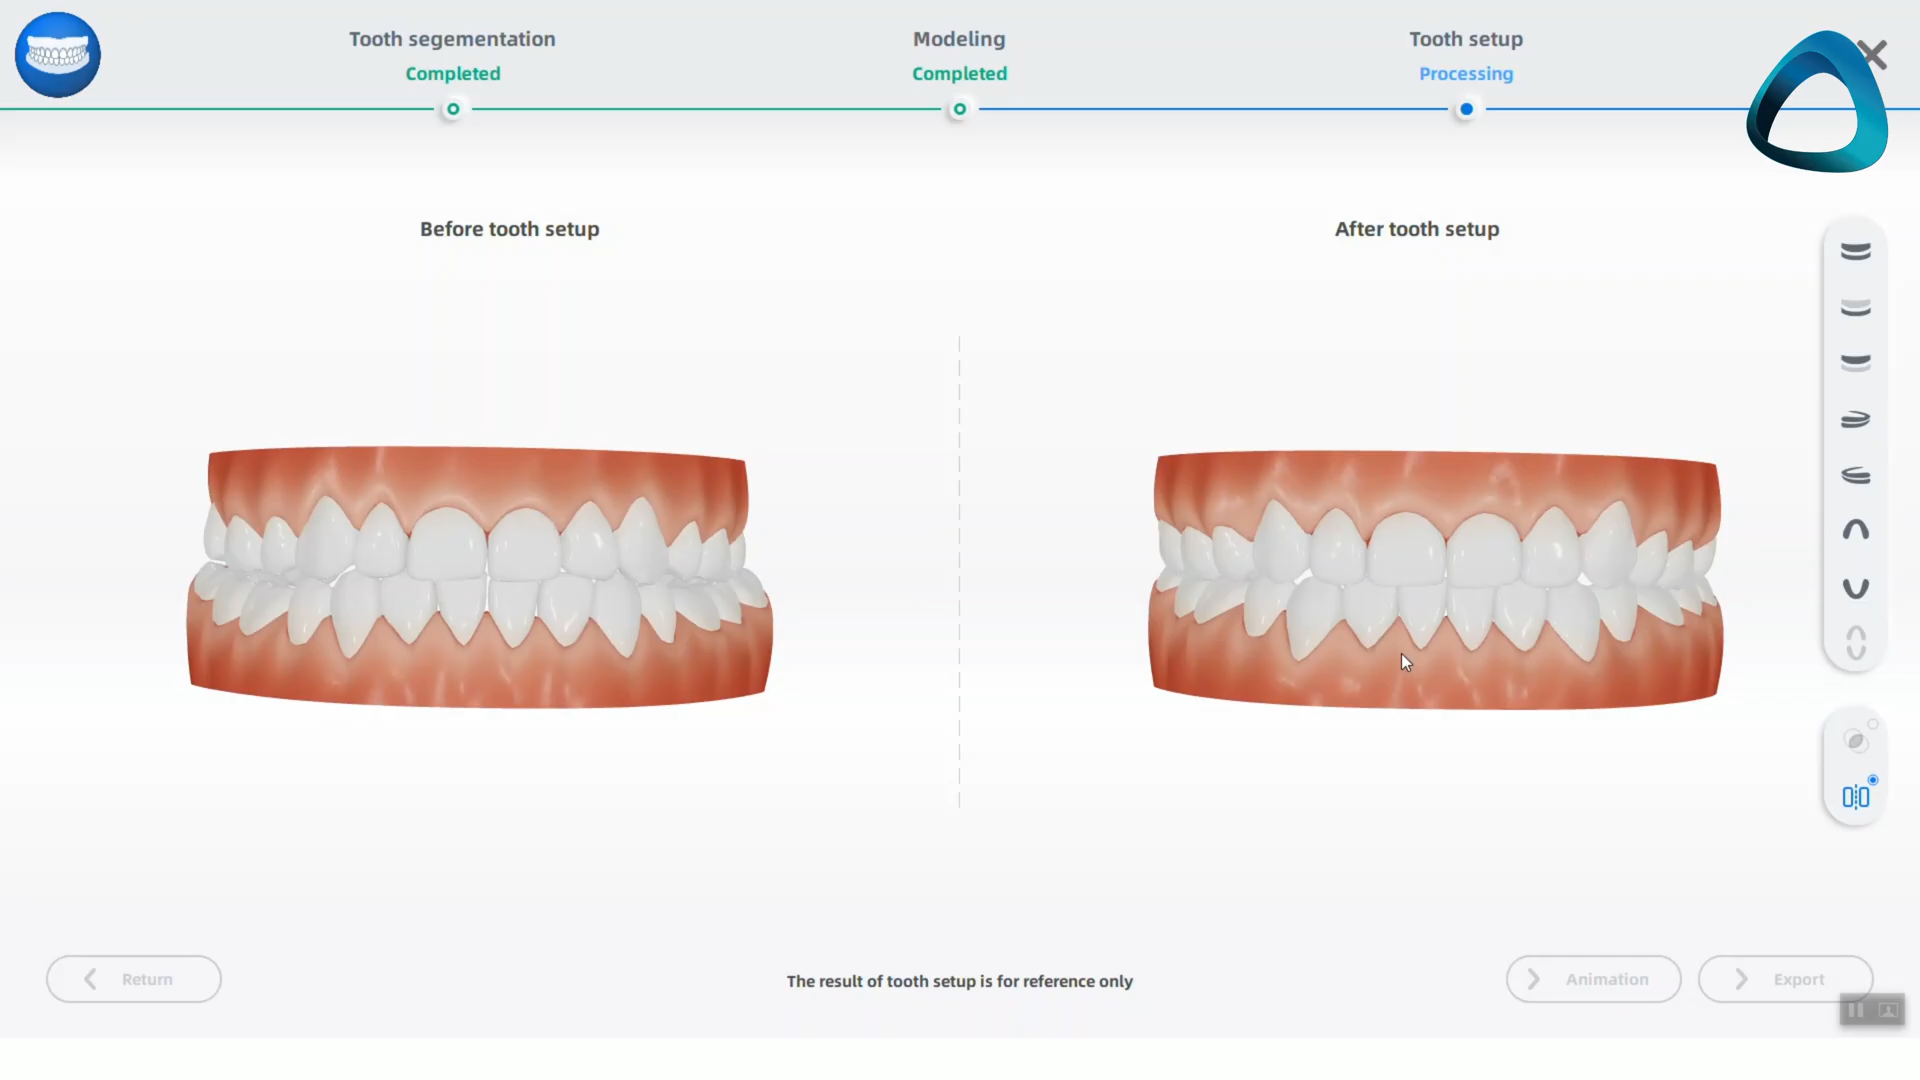 Tooth segementation
Completed
Modeling
Completed
Tooth setup
Processing
Before tooth setup
After tooth setup
Return
The result of tooth setup is for reference only
Animation
Export